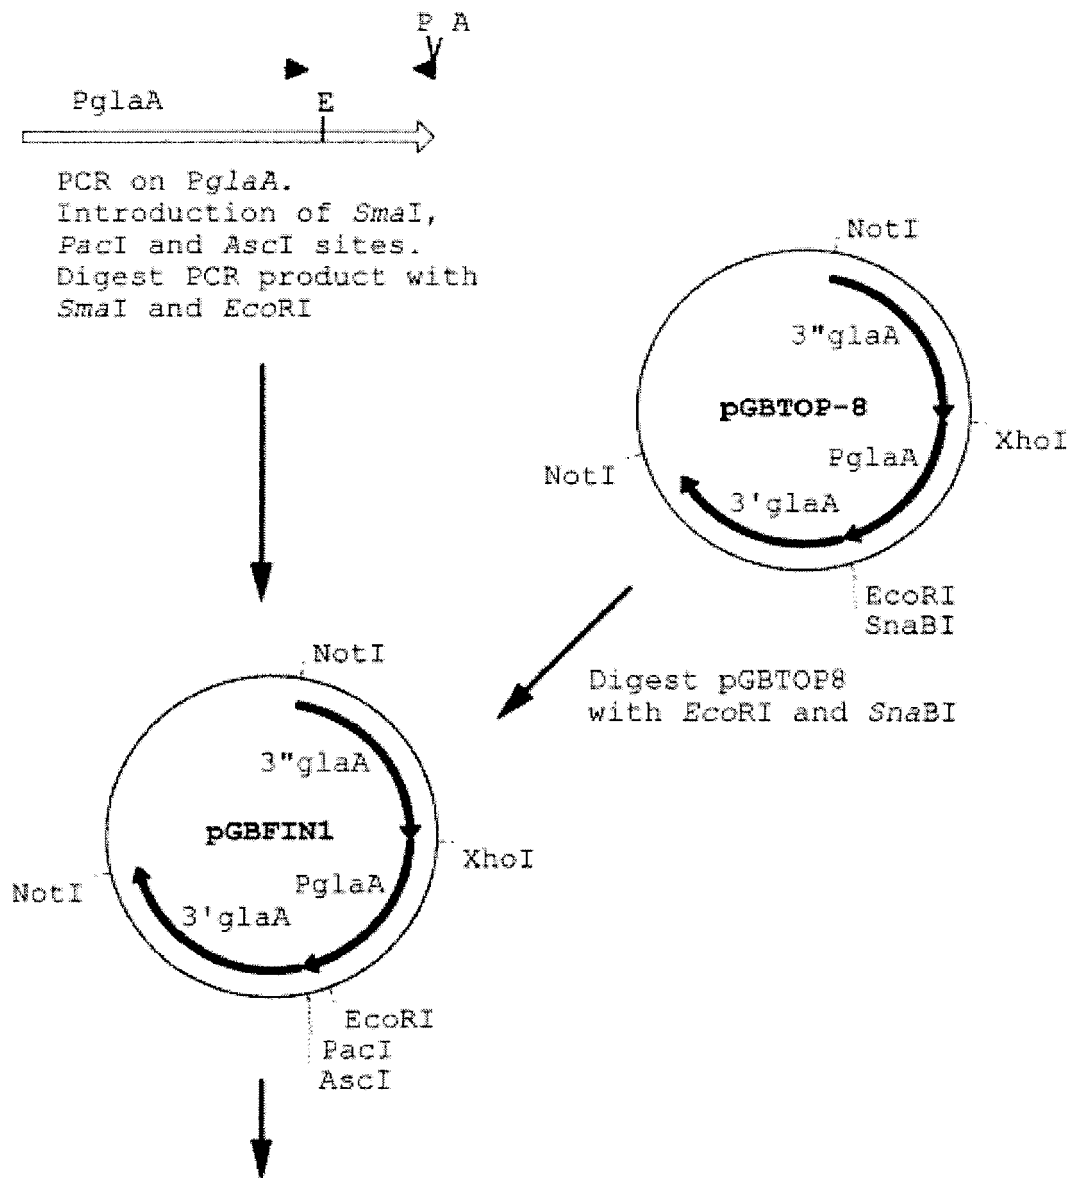 P A
PglaA
E
PCR on PglaA.
Introduction of SmaI,
PacI and AscI sites.
Digest PCR product with
SmaI and EcoRI
NotI
3"glaA
pGBTOP-8
XhoI
PglaA
NotI
3'glaA
EcoRI
SnaBI
Digest pGBTOP8
with EcoRI and SnaBI
NotI
3"glaA
pGBFIN1
XhoI
PglaA
NotI
3'glaA
EcoRI
PacI
AscI